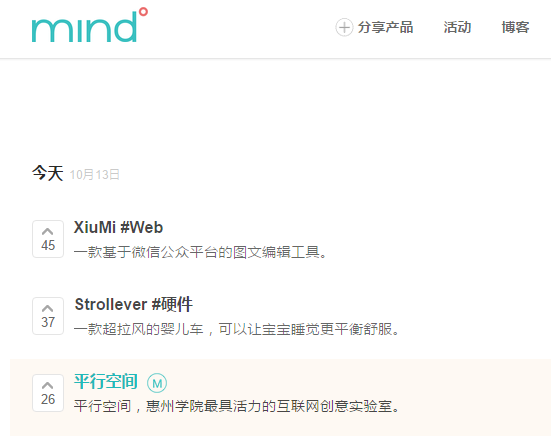 mind
分享产品 活动 博客
今天 10月13日
XiuMi #Web
45
一款基于微信公众平台的图文编辑工具。
Strollever #硬件
37
一款超拉风的婴儿车，可以让宝宝睡觉更平衡舒服。
平行空间 M
26
平行空间，惠州学院最具活力的互联网创意实验室。